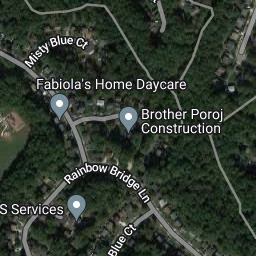 Misty Blue Ct
Fabiola's Home Daycare
Brother Poroj
Construction
Rainbow Bridge Ln
S Services
Blue Ct